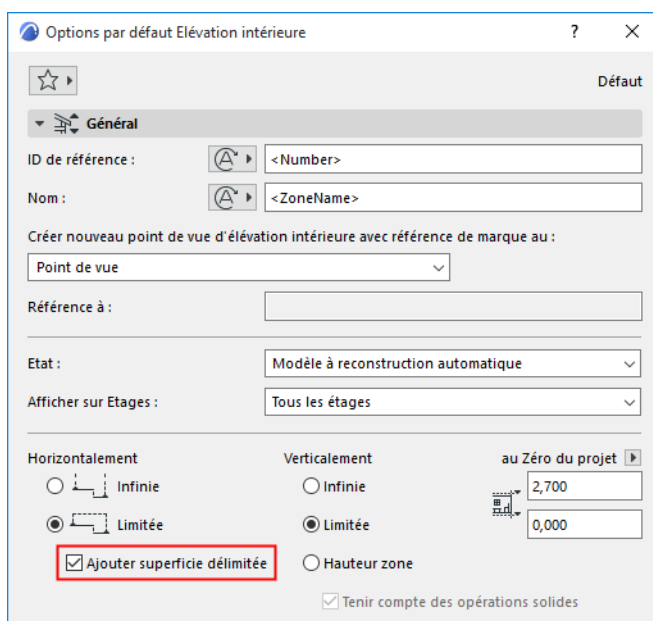 Options par défaut Elévation intérieure
Défaut
Général
ID de référence :
<Number>
Nom :
<ZoneName>
Créer nouveau point de vue d'élévation intérieure avec référence de marque au :
Point de vue
Référence à :
Etat :
Modèle à reconstruction automatique
Afficher sur Etages :
Tous les étages
Horizontalement Verticalement au Zéro du projet
Infinie Infinie 2,700
Limitée Limitée 0,000
Ajouter superficie délimitée Hauteur zone
Tenir compte des opérations solides